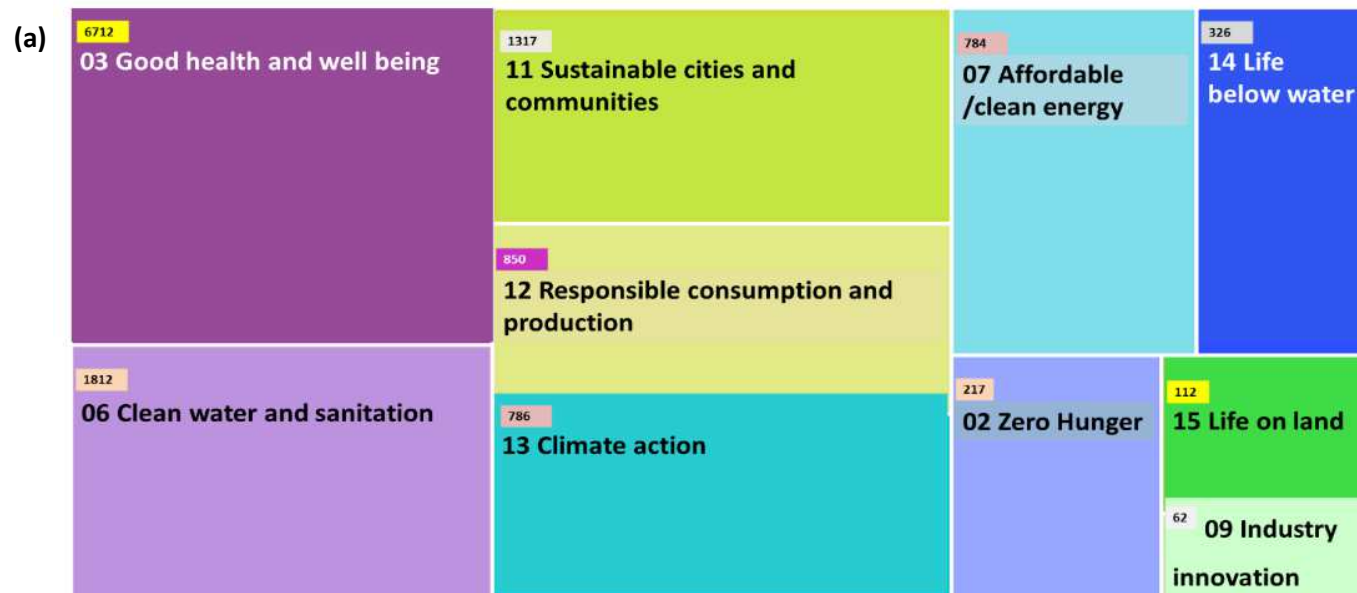 (a)
6712
03 Good health and well being
1812
06 Clean water and sanitation
1317
11 Sustainable cities and
communities
850
12 Responsible consumption and
production
786
13 Climate action
784
07 Affordable
/clean energy
326
14 Life
below water
217
02 Zero Hunger
112
15 Life on land
62 09 Industry
innovation